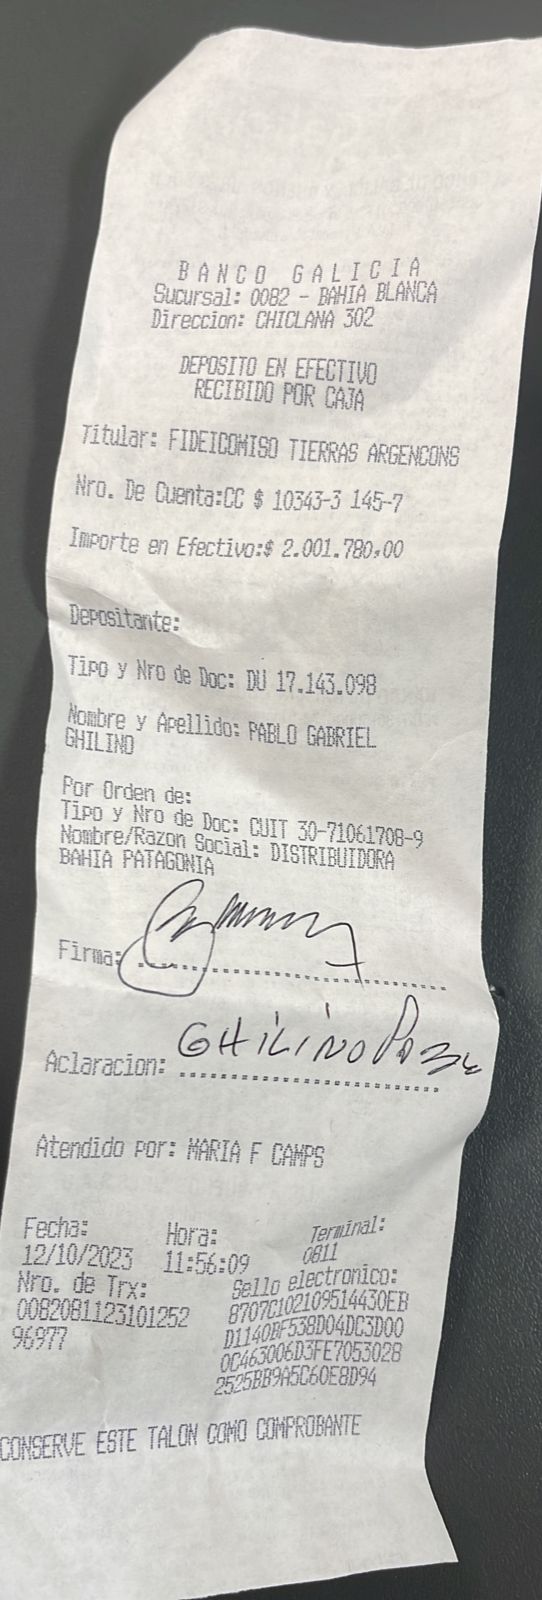 BANCO GALICIA
Sucursal: 0082 - BAHIA BLANCA
Direccion: CHICLANA 302
DEPOSITO EN EFECTIVO
RECIBIDO POR CAJA
Titular: FIDEICOMISO TIERRAS ARGENCONS
Nro. De Cuenta:CC $ 10343-3 145-7
Importe en Efectivo:$ 2.001.780,00
Depositante:
Tipo y Nro de Doc: DU 17.143.098
Nombre y Apellido: PABLO GABRIEL
GHILINO
Por Orden de:
Tipo y Nro de Doc: CUIT 30-71061708-9
Nombre/Razon Social: DISTRIBUIDORA
BAHIA PATAGONIA
Firma:
Aclaracion: GHILINO
Atendido por: MARIA F CAMPS
Fecha: Hora: Terminal:
12/10/2023 11:56:09 0811
Nro. de Trx: Sello electronico:
0082081123101252 8707C102109514430EB
96977 D1140BF538D04DC3D00
0C463006D3FE7053028
2525BB9A5C60E8D94
CONSERVE ESTE TALON COMO COMPROBANTE